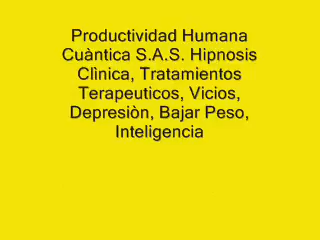 Productividad Humana
Cuàntica S.A.S. Hipnosis
Clìnica, Tratamientos
Terapeuticos, Vicios,
Depresiòn, Bajar Peso,
Inteligencia